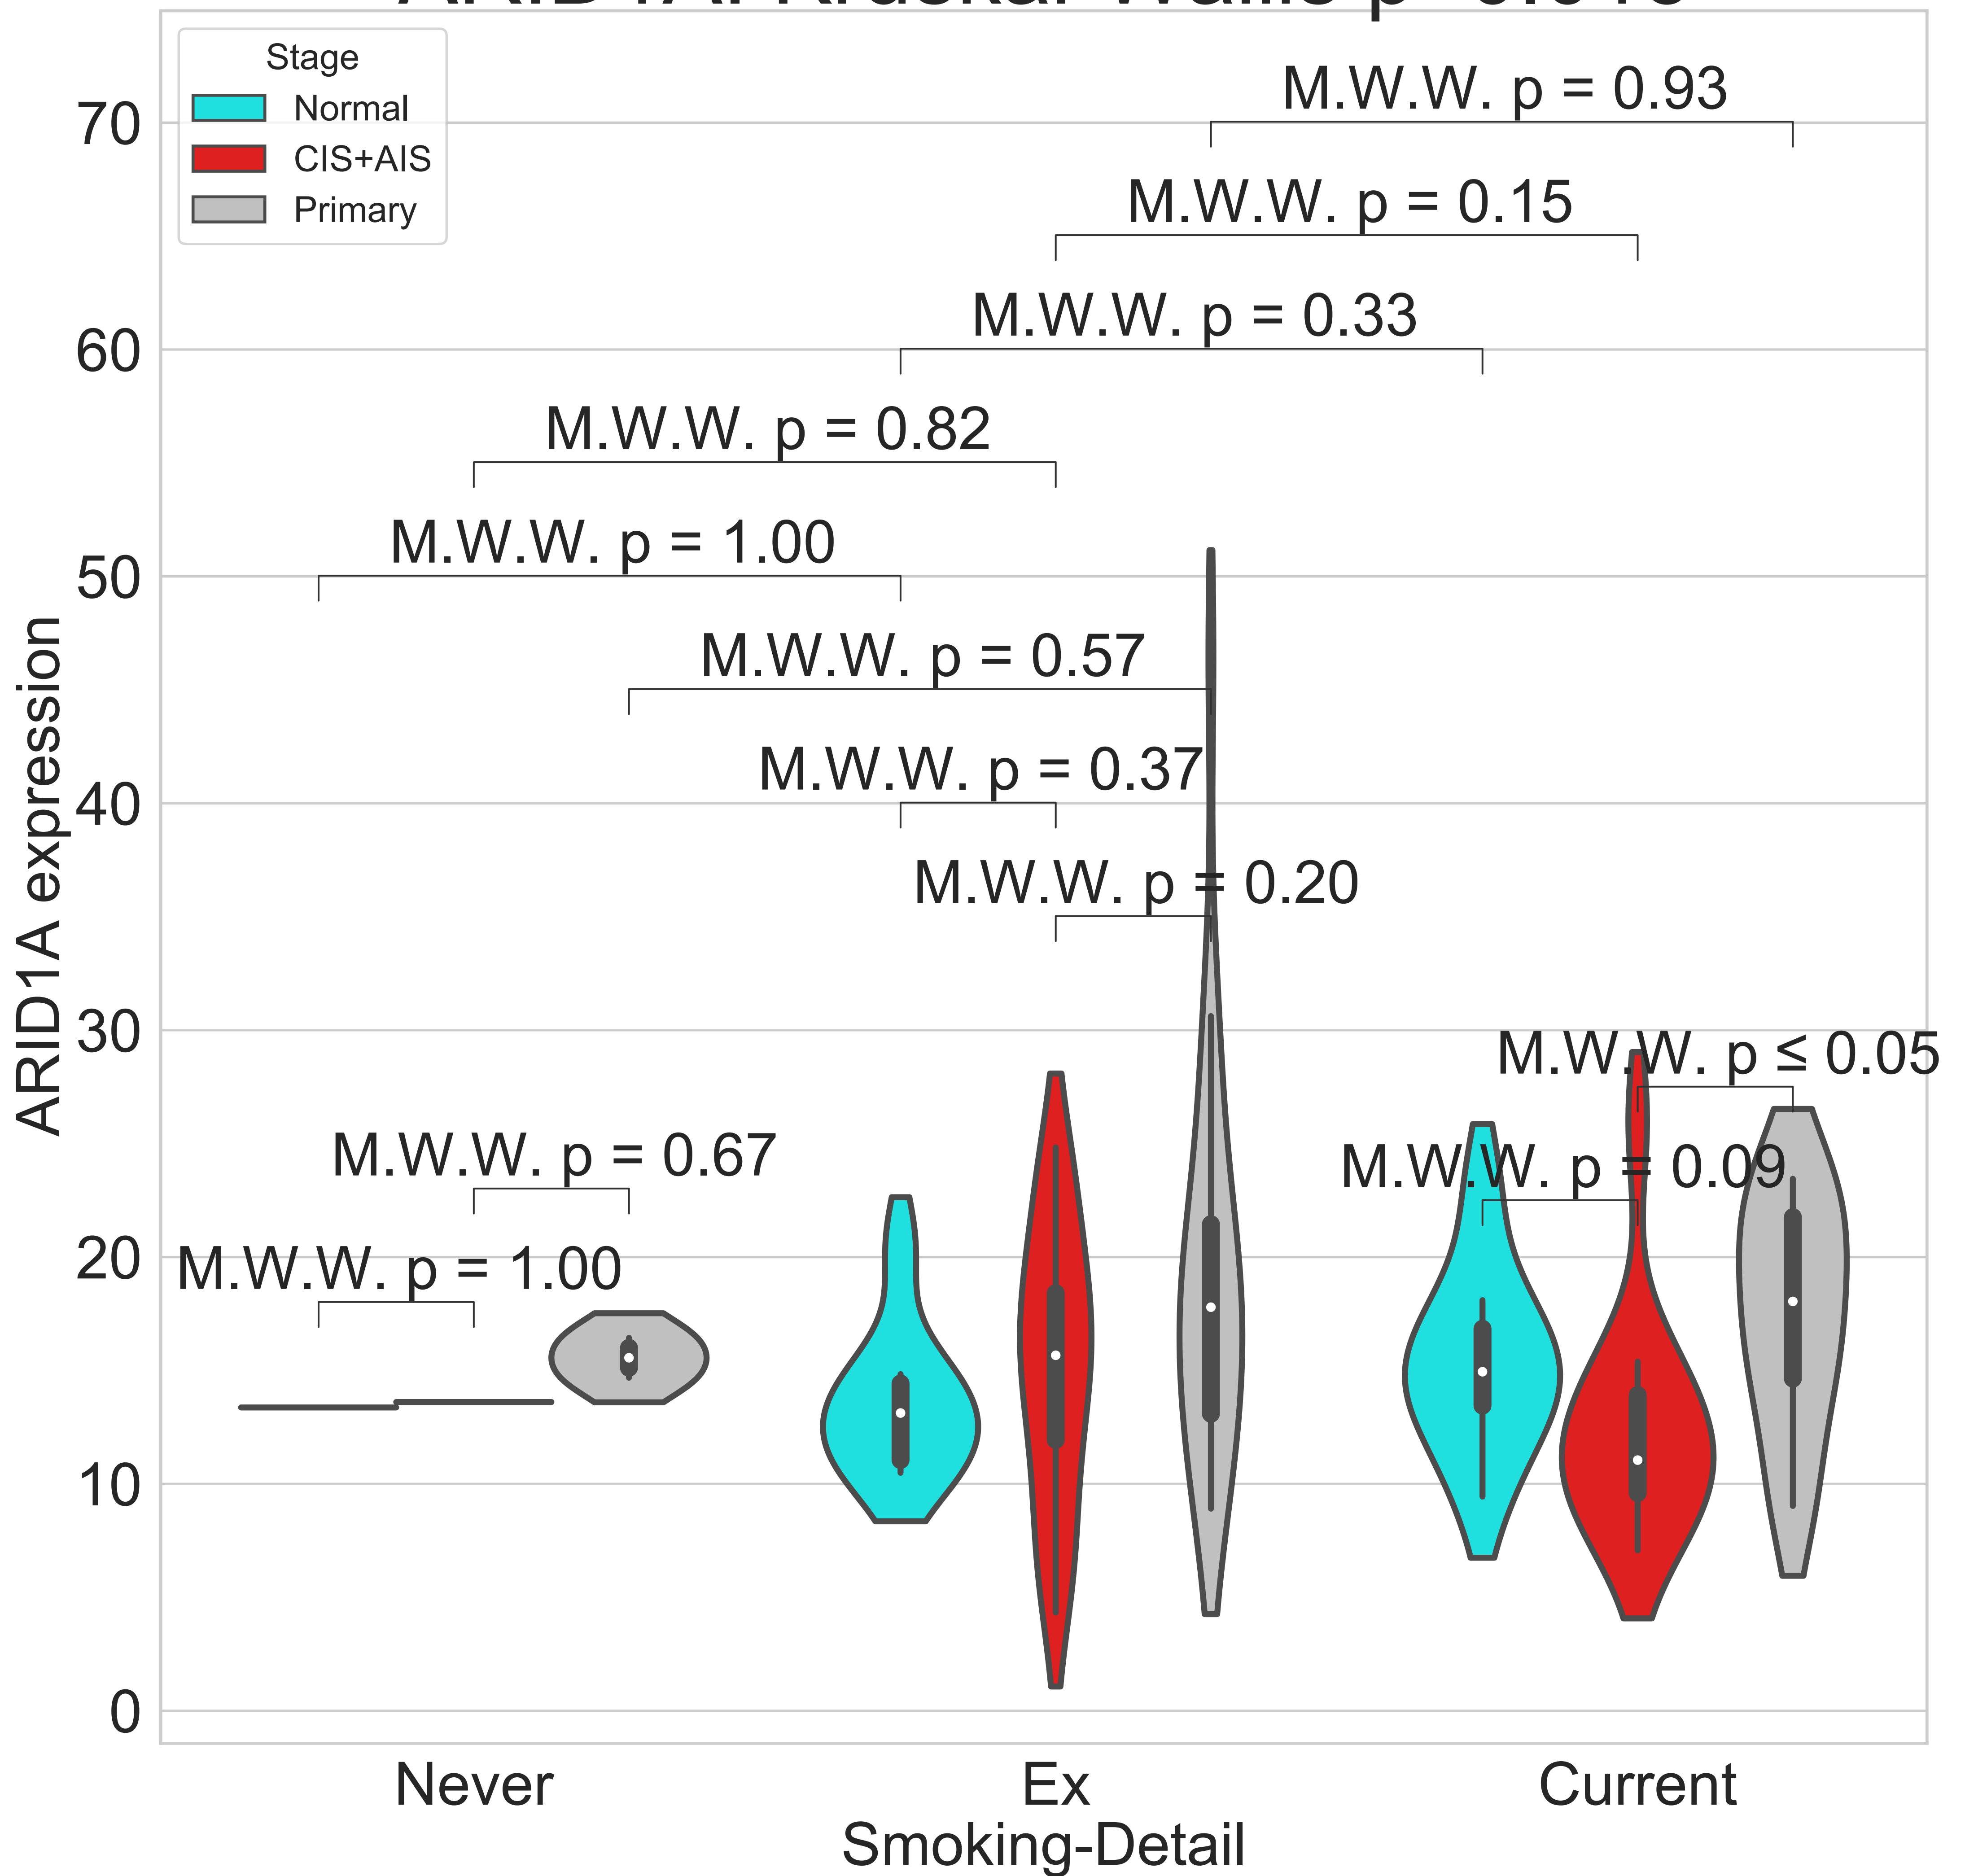 Stage
Normal
CIS+AIS
Primary
M.W.W. p = 0.93
M.W.W. p = 0.15
M.W.W. p = 0.33
M.W.W. p = 0.82
M.W.W. p = 1.00
M.W.W. p = 0.57
M.W.W. p = 0.37
M.W.W. p = 0.20
M.W.W. p ≤ 0.05
M.W.W. p = 0.09
M.W.W. p = 0.67
M.W.W. p = 1.00
70
60
50
40
30
20
10
0
ARID1A expression
Never
Ex
Current
Smoking-Detail